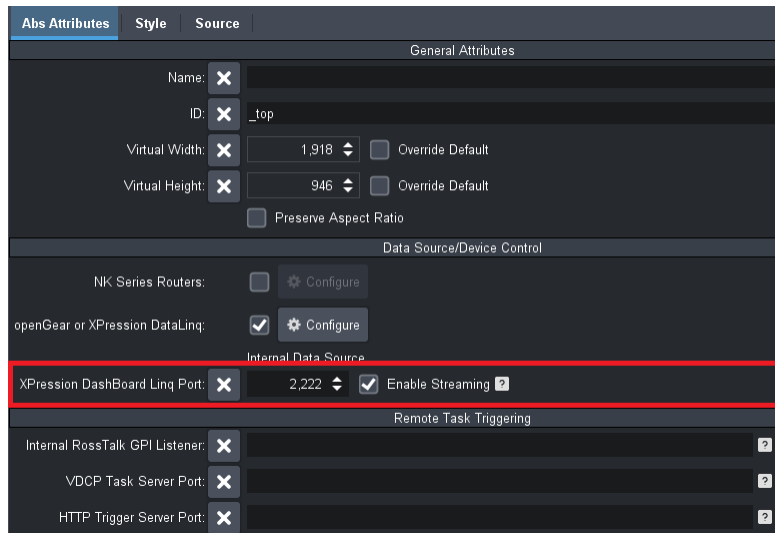 Abs Attributes Style Source
General Attributes
Name:
ID: _top
Virtual Width: 1,918 Override Default
Virtual Height: 946 Override Default
Preserve Aspect Ratio
Data Source/Device Control
NK Series Routers: Configure
openGear or XPression DataLinq: Configure
Internal Data Source
XPression DashBoard Linq Port: 2,222 Enable Streaming ?
Remote Task Triggering
Internal RossTalk GPI Listener: ?
VDCP Task Server Port: ?
HTTP Trigger Server Port: ?